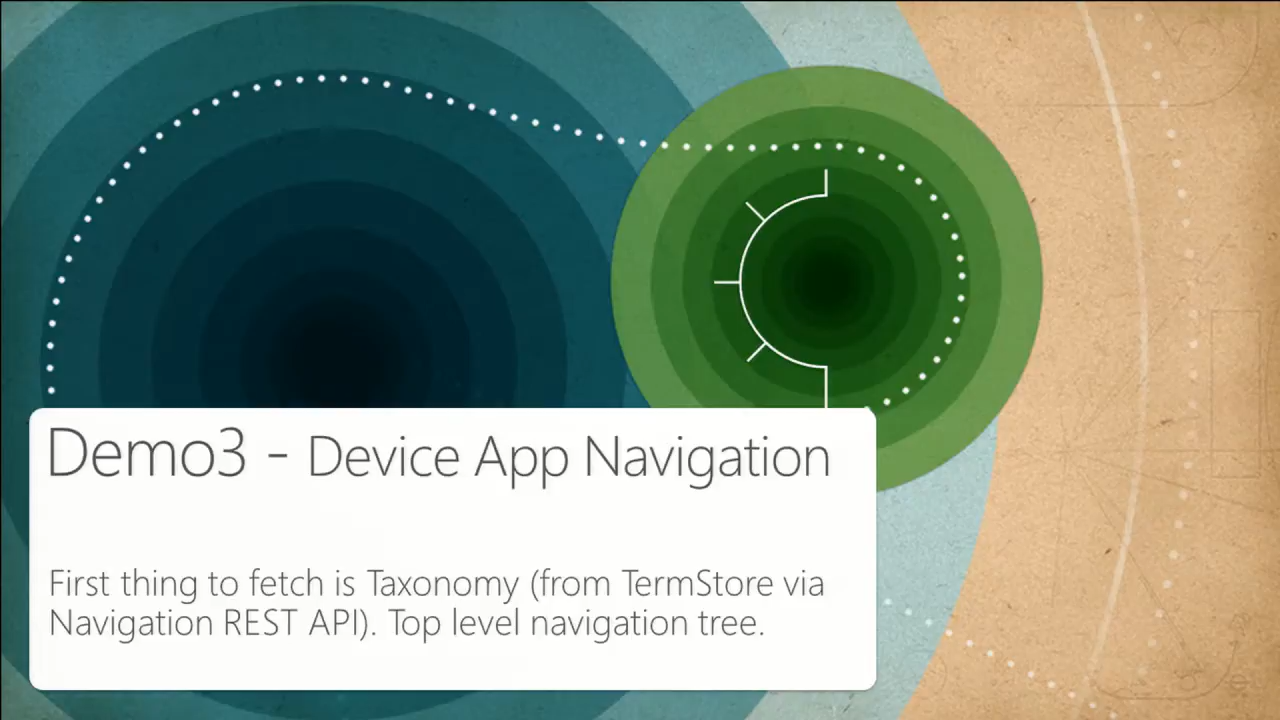 Demo3 - Device App Navigation
First thing to fetch is Taxonomy (from TermStore via
Navigation REST API). Top level navigation tree.